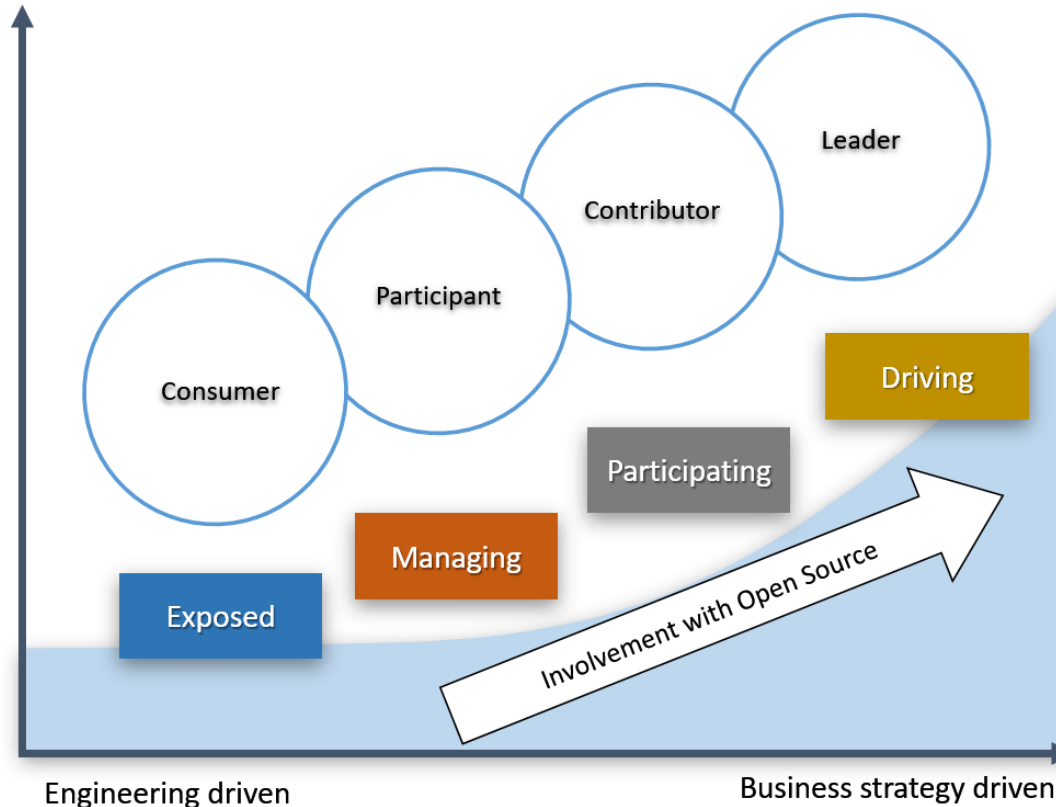 Leader
Contributor
Participant
Consumer
Driving
Participating
Managing
Exposed
Involvement with Open Source
Engineering driven
Business strategy driven